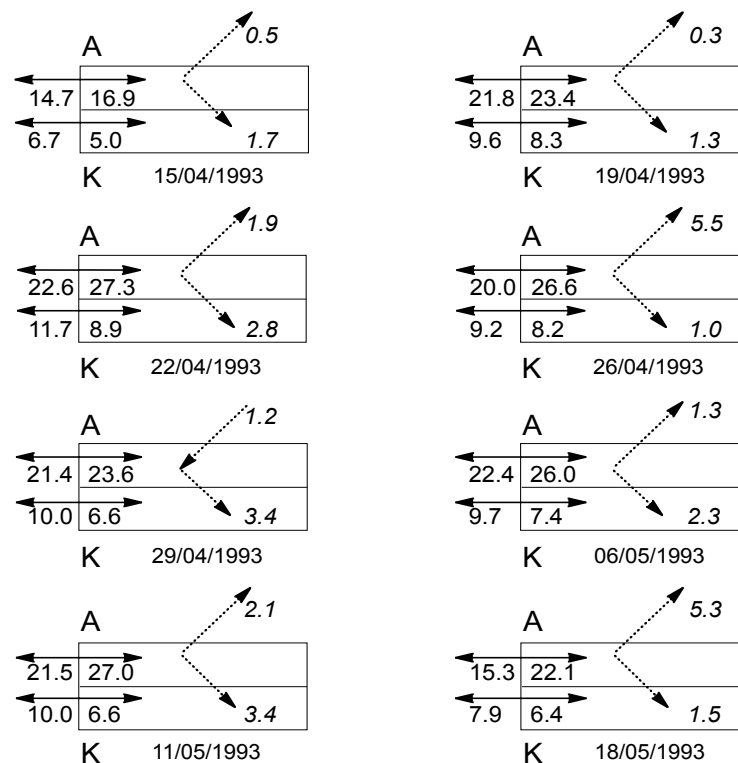 0.5
A
14.7 16.9
6.7 5.0 1.7
K 15/04/1993
0.3
A
21.8 23.4
9.6 8.3 1.3
K 19/04/1993
1.9
A
22.6 27.3
11.7 8.9 2.8
K 22/04/1993
5.5
A
20.0 26.6
9.2 8.2 1.0
K 26/04/1993
1.2
A
21.4 23.6
10.0 6.6 3.4
K 29/04/1993
1.3
A
22.4 26.0
9.7 7.4 2.3
K 06/05/1993
2.1
A
21.5 27.0
10.0 6.6 3.4
K 11/05/1993
5.3
A
15.3 22.1
7.9 6.4 1.5
K 18/05/1993